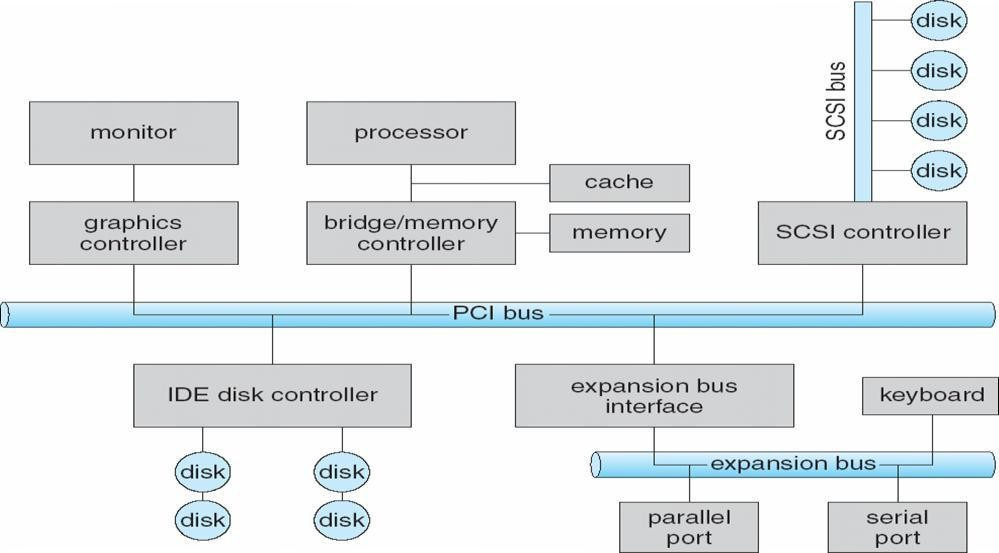 disk
disk
disk
disk
SCSI bus
monitor
processor
cache
graphics
controller
bridge/memory
controller
memory
SCSI controller
PCI bus
IDE disk controller
expansion bus
interface
keyboard
disk
disk
disk
disk
expansion bus
parallel
port
serial
port